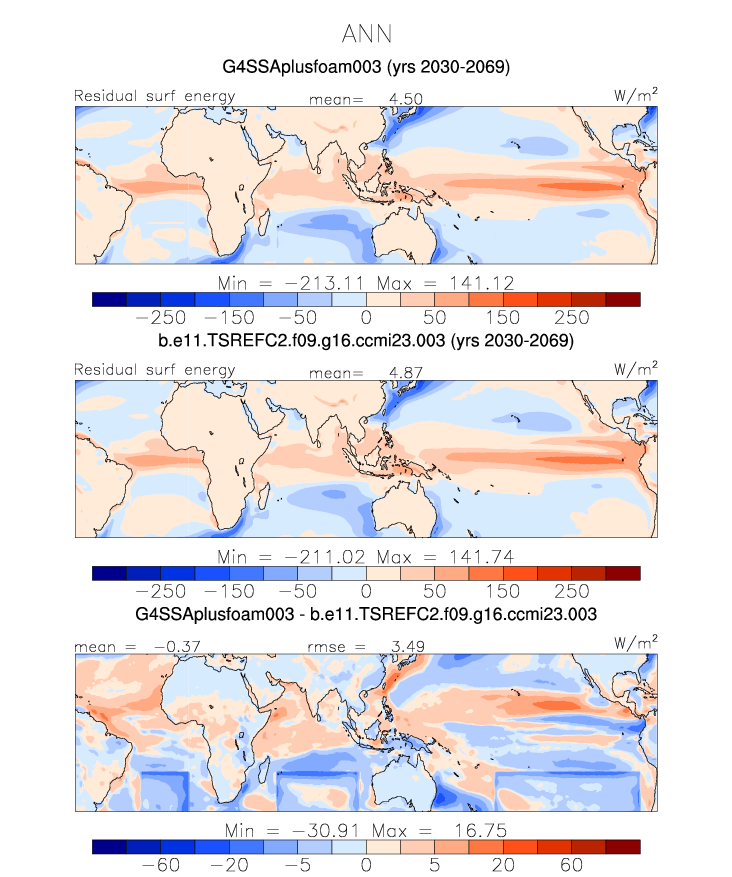 ANN
G4SSAplusfoam003 (yrs 2030-2069)
Residual surf energy mean= 4.50 W/m²
Min = −213.11 Max = 141.12
−250 −150 −50 0 50 150 250
b.e11.TSREFC2.f09.g16.ccmi23.003 (yrs 2030-2069)
Residual surf energy mean= 4.87 W/m²
Min = −211.02 Max = 141.74
−250 −150 −50 0 50 150 250
G4SSAplusfoam003 - b.e11.TSREFC2.f09.g16.ccmi23.003
mean = −0.37 rmse = 3.49 W/m²
Min = −30.91 Max = 16.75
−60 −20 −5 0 5 20 60